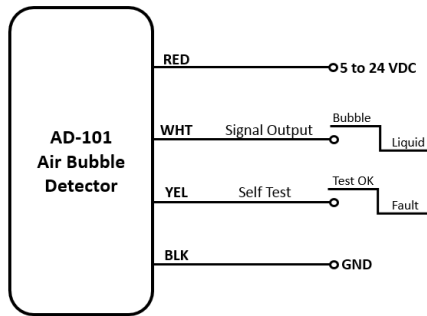 AD-101
Air Bubble
Detector
RED
5 to 24 VDC
WHT
Signal Output
Bubble
Liquid
YEL
Self Test
Test OK
Fault
BLK
GND